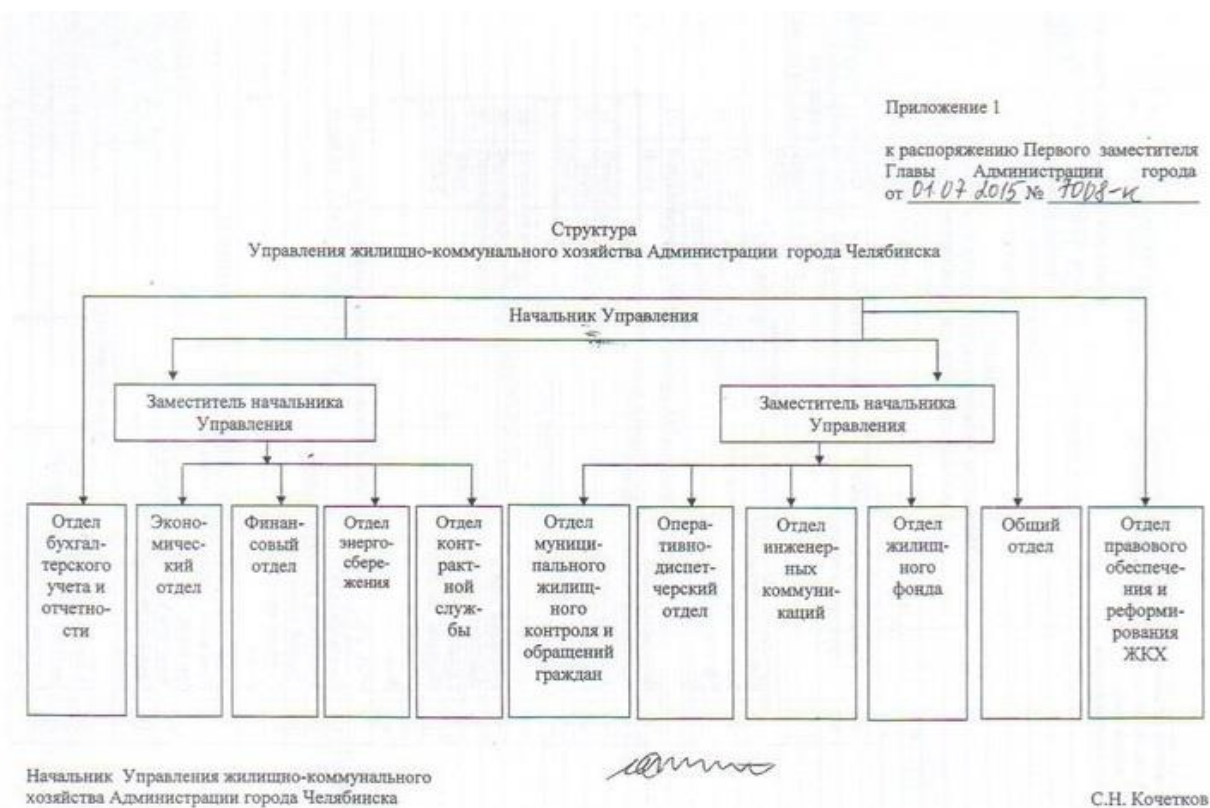 Приложение 1
к распоряжению Первого заместителя
Главы Администрации города
от 01.07 2015 № 7008-к
Структура
Управления жилищно-коммунального хозяйства Администрации города Челябинска
Начальник Управления
Заместитель начальника
Управления
Заместитель начальника
Управления
Отдел
бухгал-
терского
учета и
отчетно-
сти
Эконо-
мичес-
кий
отдел
Финан-
совый
отдел
Отдел
энерго-
сбере-
жения
Отдел
конт-
ракт-
ной
служ-
бы
Отдел
муници-
пального
жилищ-
ного
контроля и
обращений
граждан
Опера-
тивно-
диспет-
черский
отдел
Отдел
инженер-
ных
коммуни-
каций
Отдел
жилищ-
ного
фонда
Общий
отдел
Отдел
правового
обеспече-
ния и
реформи-
рования
ЖКХ
Начальник Управления жилищно-коммунального
хозяйства Администрации города Челябинска
С.Н. Кочетков